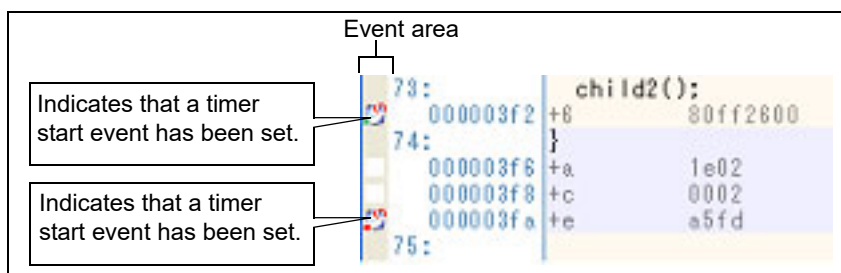 Event area
73: child2();
Indicates that a timer
start event has been set.
000003f2 +6 80ff2600
74: }
000003f6 +a 1e02
000003f8 +c 0002
Indicates that a timer
start event has been set.
000003fa +e a5fd
75: